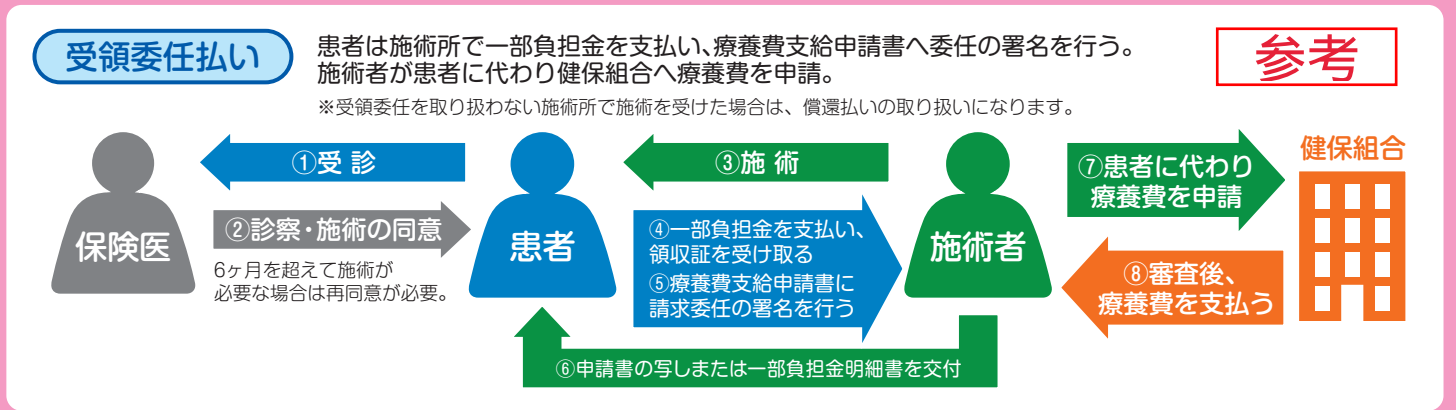 受領委任払い
患者は施術所で一部負担金を支払い、療養費支給申請書へ委任の署名を行う。
施術者が患者に代わり健保組合へ療養費を申請。
※受領委任を取り扱わない施術所で施術を受けた場合は、償還払いの取り扱いになります。
参考
①受 診
③施 術
⑦患者に代わり
療養費を申請
健保組合
保険医
②診察・施術の同意
6ヶ月を超えて施術が
必要な場合は再同意が必要。
患者
④一部負担金を支払い、
領収証を受け取る
⑤療養費支給申請書に
請求委任の署名を行う
施術者
⑧審査後、
療養費を支払う
⑥申請書の写しまたは一部負担金明細書を交付